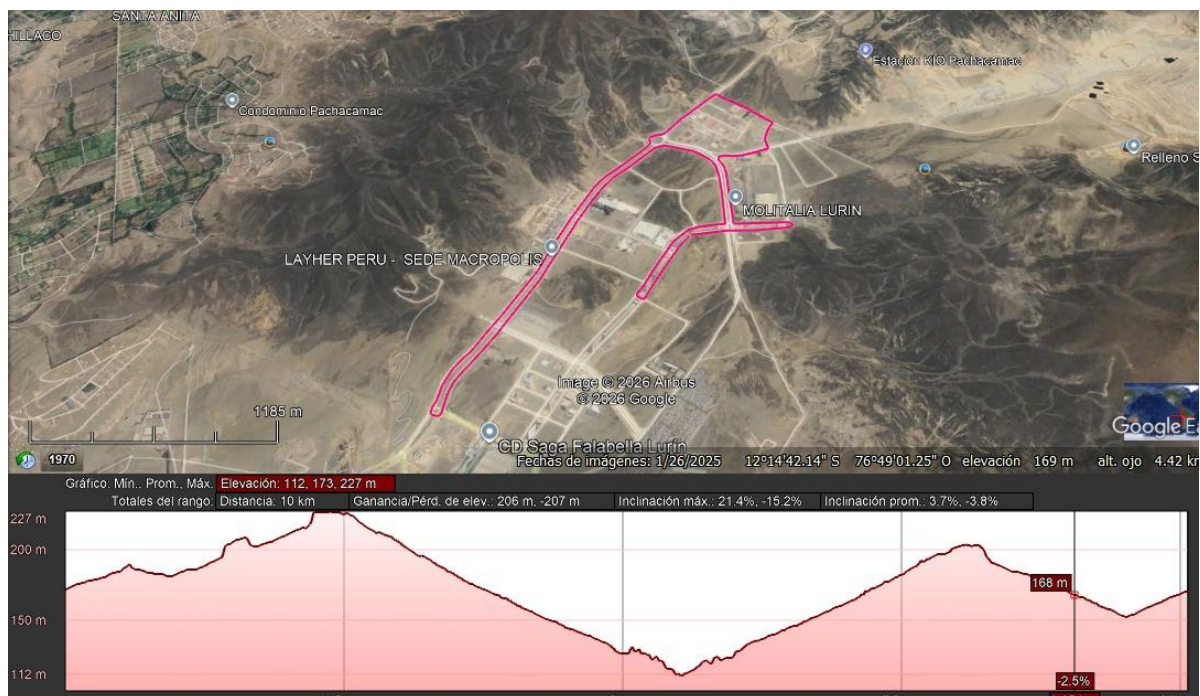 SANTA ANITA
HILLACO
Estación KIO Pachacamac
Condominio Pachacamac
Relleno S
MOLITALIA LURIN
LAYHER PERU - SEDE MACROPOLIS
Image © 2026 Airbus
© 2026 Google
1185 m
CD Saga Falabella Lurín
Google Ea
1970
Fechas de imágenes: 1/26/2025 12°14'42.14" S 76°49'01.25" O elevación 169 m alt. ojo 4.42 km
Gráfico: Mín., Prom., Máx. Elevación: 112, 173, 227 m
Totales del rango: Distancia: 10 km Ganancia/Pérd. de elev.: 206 m, -207 m Inclinación máx.: 21.4%, -15.2% Inclinación prom.: 3.7%, -3.8%
227 m
200 m
168 m
150 m
112 m
-2.5%